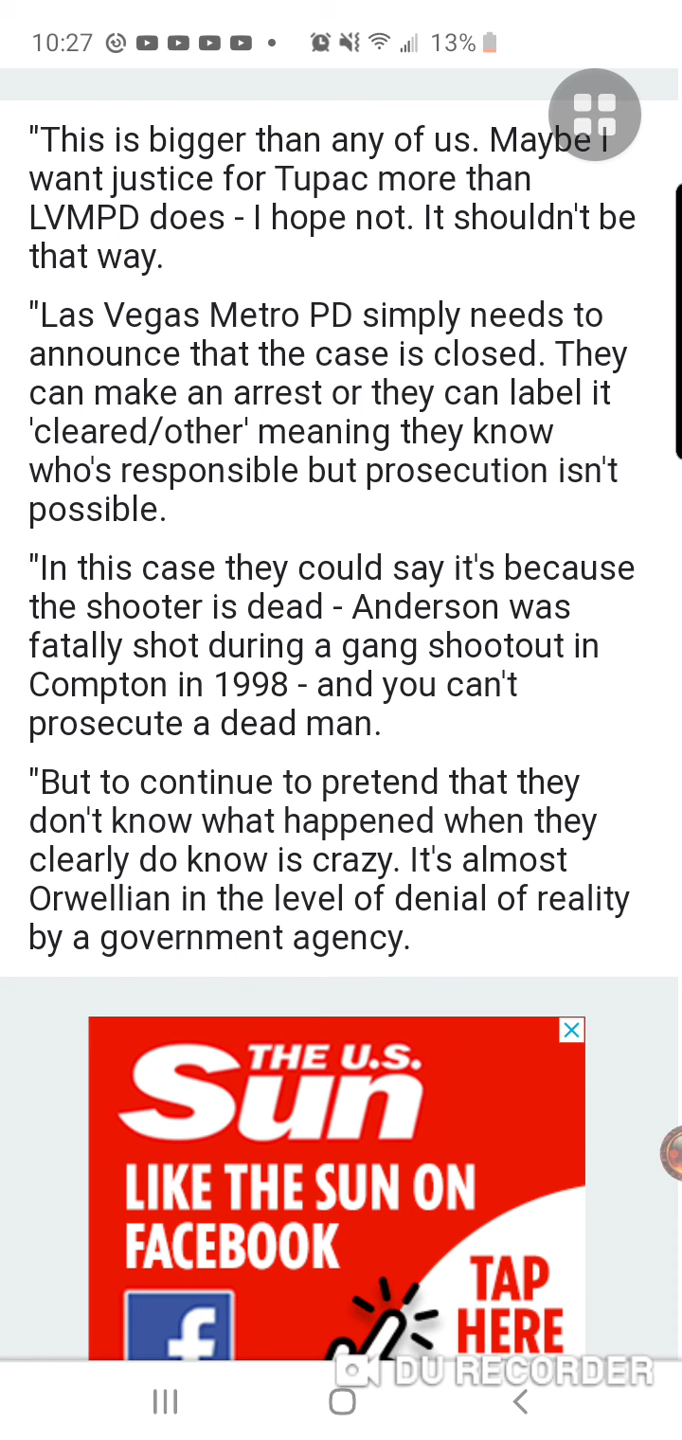 10:27 13%
"This is bigger than any of us. Maybe I
want justice for Tupac more than
LVMPD does - I hope not. It shouldn't be
that way.
"Las Vegas Metro PD simply needs to
announce that the case is closed. They
can make an arrest or they can label it
'cleared/other' meaning they know
who's responsible but prosecution isn't
possible.
"In this case they could say it's because
the shooter is dead - Anderson was
fatally shot during a gang shootout in
Compton in 1998 - and you can't
prosecute a dead man.
"But to continue to pretend that they
don't know what happened when they
clearly do know is crazy. It's almost
Orwellian in the level of denial of reality
by a government agency.
THE U.S.
Sun
LIKE THE SUN ON
FACEBOOK
f
TAP
HERE
DU RECORDER